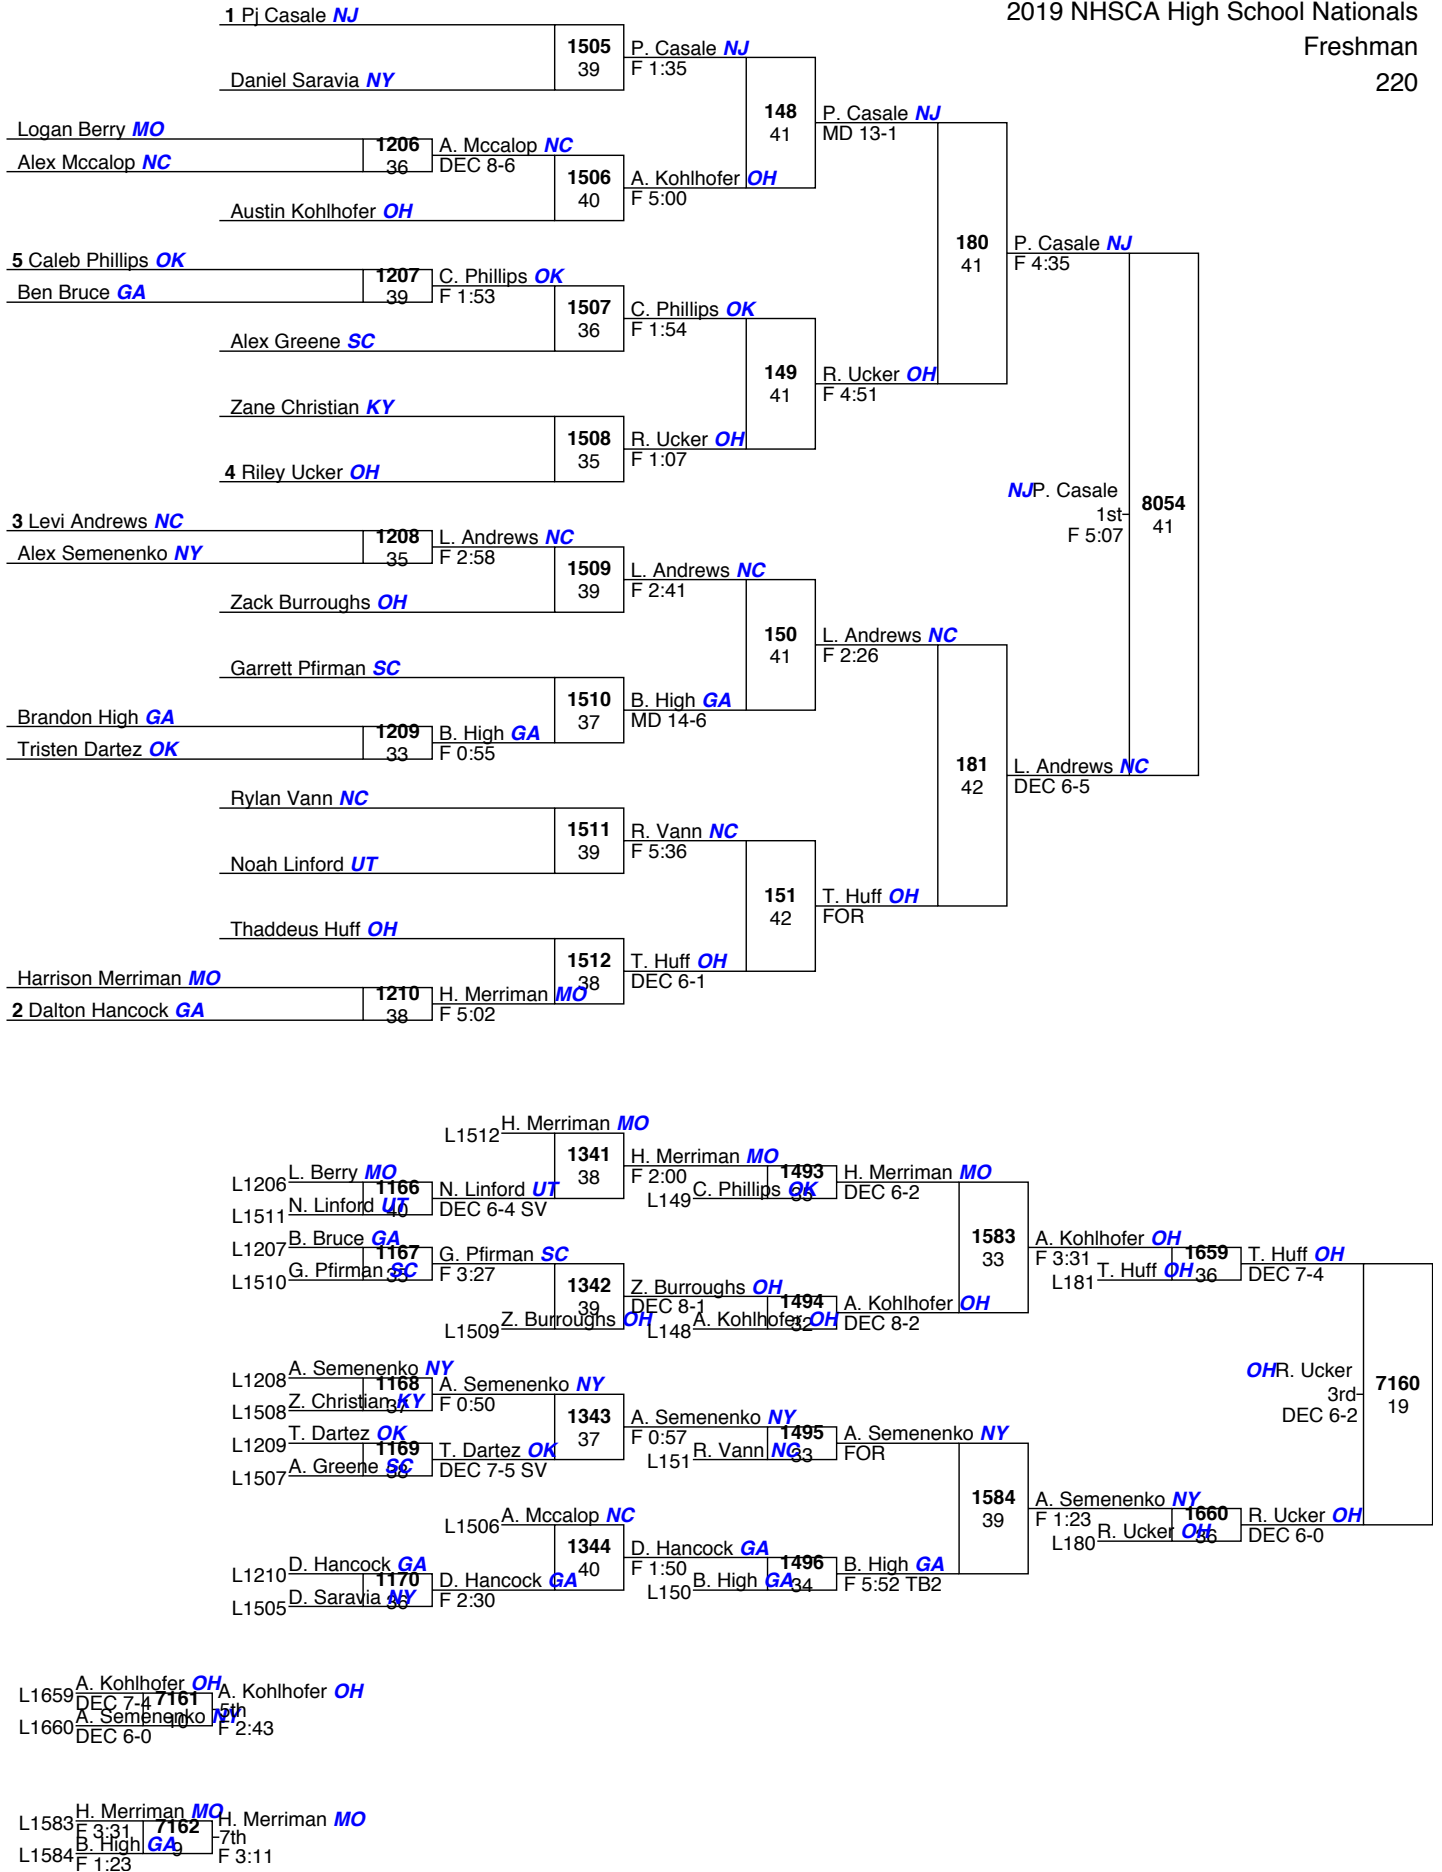 2019 NHSCA High School Nationals
Freshman
220
1 Pj Casale NJ
Daniel Saravia NY
1505
39
P. Casale NJ
F 1:35
Logan Berry MO
Alex Mccalop NC
1206
36
A. Mccalop NC
DEC 8-6
Austin Kohlhofer OH
1506
40
A. Kohlhofer OH
F 5:00
148
41
P. Casale NJ
MD 13-1
5 Caleb Phillips OK
Ben Bruce GA
1207
39
C. Phillips OK
F 1:53
Alex Greene SC
1507
36
C. Phillips OK
F 1:54
Zane Christian KY
4 Riley Ucker OH
1508
35
R. Ucker OH
F 1:07
149
41
R. Ucker OH
F 4:51
180
41
P. Casale NJ
F 4:35
3 Levi Andrews NC
Alex Semenenko NY
1208
35
L. Andrews NC
F 2:58
Zack Burroughs OH
1509
39
L. Andrews NC
F 2:41
Garrett Pfirman SC
Brandon High GA
Tristen Dartez OK
1209
33
B. High GA
F 0:55
1510
37
B. High GA
MD 14-6
150
41
L. Andrews NC
F 2:26
Rylan Vann NC
Noah Linford UT
1511
39
R. Vann NC
F 5:36
Thaddeus Huff OH
Harrison Merriman MO
2 Dalton Hancock GA
1210
38
H. Merriman MO
F 5:02
1512
38
T. Huff OH
DEC 6-1
151
42
T. Huff OH
FOR
181
42
L. Andrews NC
DEC 6-5
NJP. Casale
1st
F 5:07
8054
41
L1512
H. Merriman MO
L1206
L. Berry MO
L1511
N. Linford UT
1166
40
N. Linford UT
DEC 6-4 SV
1341
38
H. Merriman MO
F 2:00
L149
C. Phillips OK
1493
35
H. Merriman MO
DEC 6-2
L1207
B. Bruce GA
L1510
G. Pfirman SC
1167
G. Pfirman SC
F 3:27
L1509
Z. Burroughs OH
1342
39
Z. Burroughs OH
DEC 8-1
L148
A. Kohlhofer OH
1494
32
A. Kohlhofer OH
DEC 8-2
1583
33
A. Kohlhofer OH
F 3:31
L181
T. Huff OH
1659
36
T. Huff OH
DEC 7-4
L1208
A. Semenenko NY
L1508
Z. Christian KY
1168
37
A. Semenenko NY
F 0:50
L1209
T. Dartez OK
L1507
A. Greene SC
1169
38
T. Dartez OK
DEC 7-5 SV
1343
37
A. Semenenko NY
F 0:57
L151
R. Vann NC
1495
33
A. Semenenko NY
FOR
L1506
A. Mccalop NC
L1210
D. Hancock GA
L1505
D. Saravia NY
1170
36
D. Hancock GA
F 2:30
1344
40
D. Hancock GA
F 1:50
L150
B. High GA
1496
34
B. High GA
F 5:52 TB2
1584
39
A. Semenenko NY
F 1:23
L180
R. Ucker OH
1660
36
R. Ucker OH
DEC 6-0
OHR. Ucker
3rd
DEC 6-2
7160
19
L1659
A. Kohlhofer OH
DEC 7-4
L1660
A. Semenenko NY
DEC 6-0
7161
10
A. Kohlhofer OH
5th
F 2:43
L1583
H. Merriman MO
F 3:31
L1584
B. High GA
F 1:23
7162
9
H. Merriman MO
7th
F 3:11